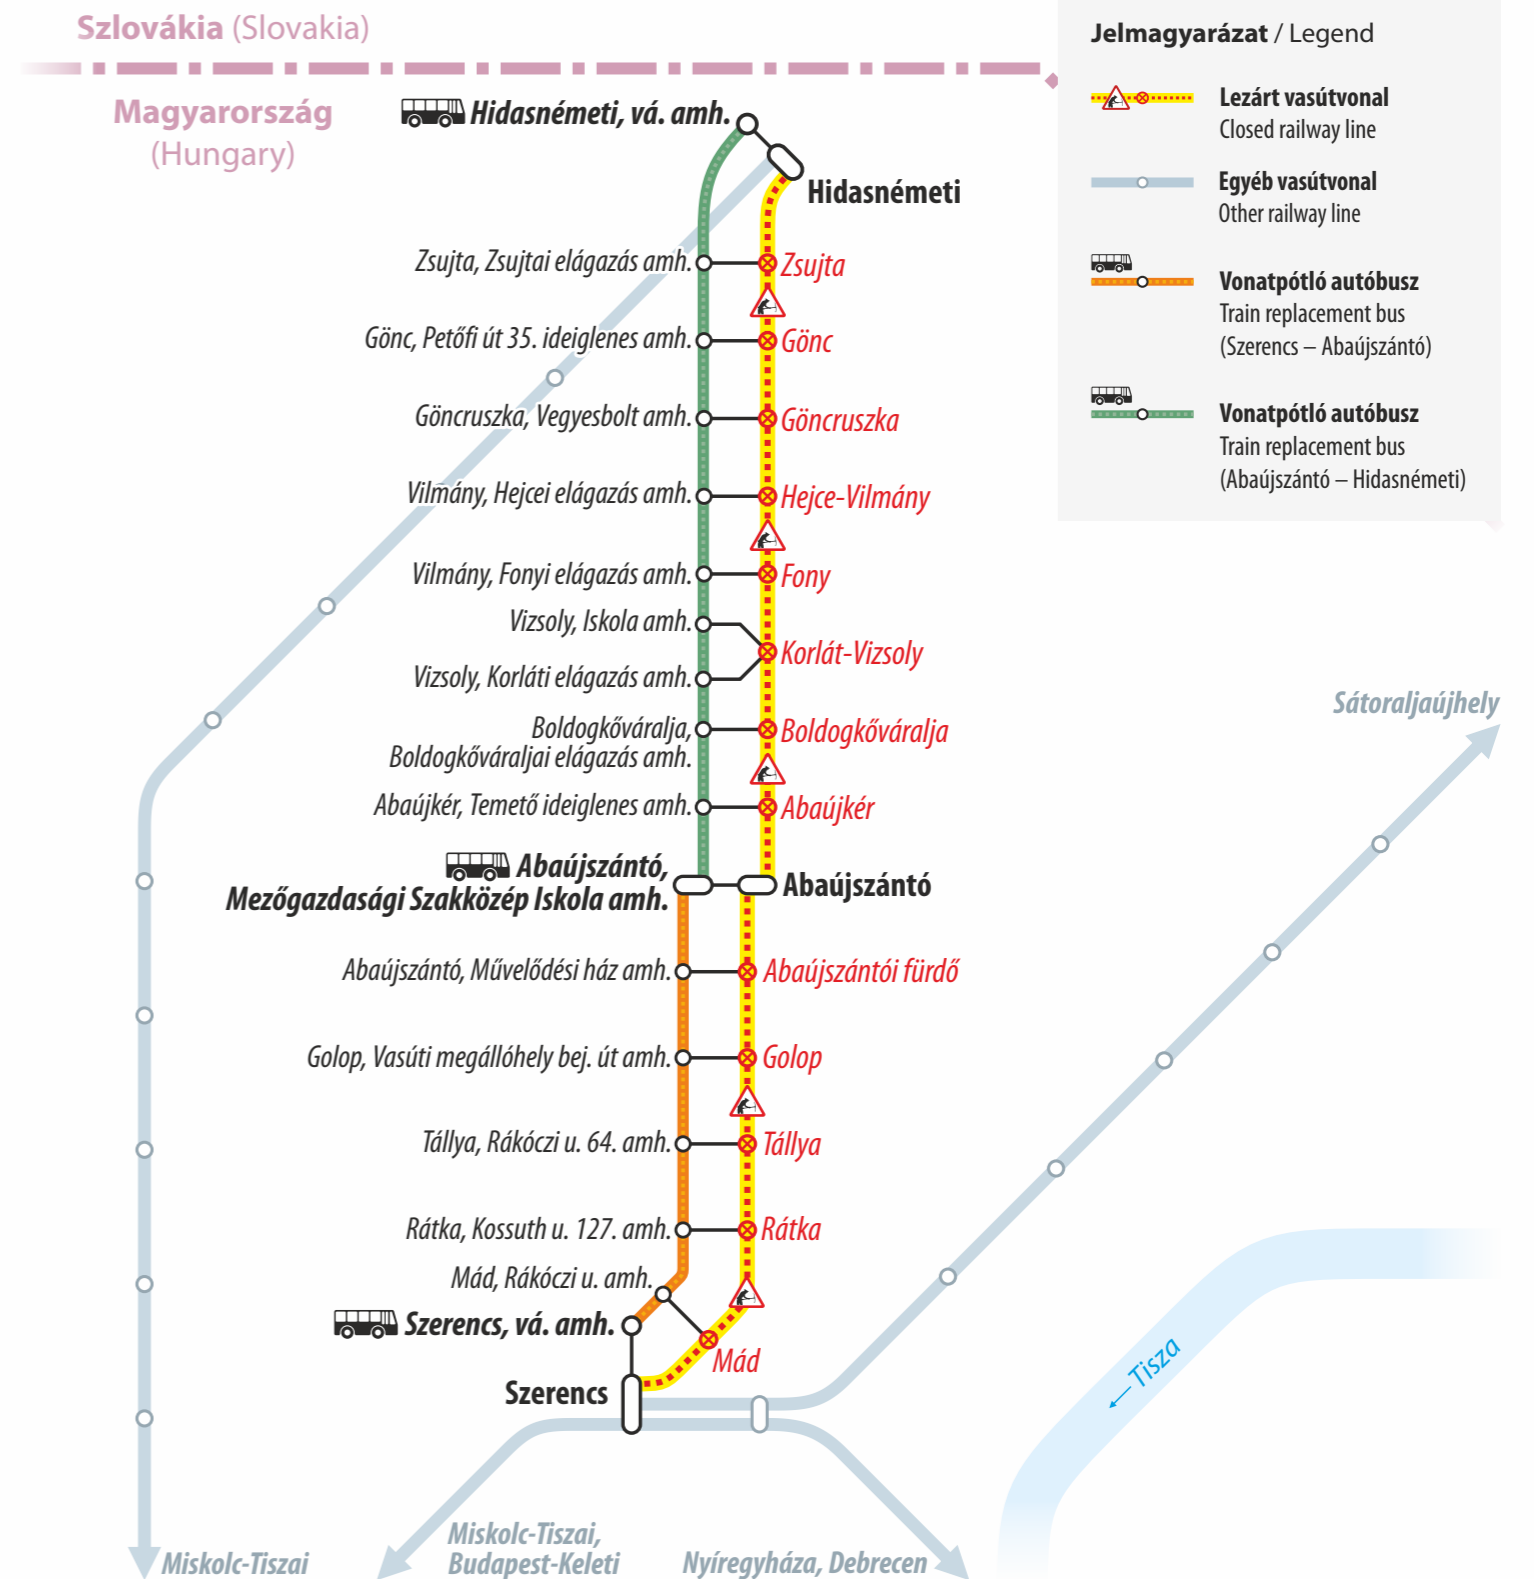 Szlovákia (Slovakia)
Magyarország
(Hungary)
Jelmagyarázat / Legend
Lezárt vasútvonal
Closed railway line
Egyéb vasútvonal
Other railway line
Vonatpótló autóbusz
Train replacement bus
(Szerencs – Abaújszántó)
Vonatpótló autóbusz
Train replacement bus
(Abaújszántó – Hidasnémeti)
Hidasnémeti, vá. amh.
Hidasnémeti
Zsujta, Zsujtai elágazás amh.
Zsujta
Gönc, Petőfi út 35. ideiglenes amh.
Gönc
Göncruszka, Vegyesbolt amh.
Göncruszka
Vilmány, Hejcei elágazás amh.
Hejce-Vilmány
Vilmány, Fonyi elágazás amh.
Fony
Vizsoly, Iskola amh.
Korlát-Vizsoly
Vizsoly, Korláti elágazás amh.
Boldogkőváralja,
Boldogkőváraljai elágazás amh.
Boldogkőváralja
Abaújkér, Temető ideiglenes amh.
Abaújkér
Abaújszántó,
Mezőgazdasági Szakközép Iskola amh.
Abaújszántó
Abaújszántó, Művelődési ház amh.
Abaújszántói fürdő
Golop, Vasúti megállóhely bej. út amh.
Golop
Tállya, Rákóczi u. 64. amh.
Tállya
Rátka, Kossuth u. 127. amh.
Rátka
Mád, Rákóczi u. amh.
Mád
Szerencs, vá. amh.
Szerencs
Sátoraljaújhely
← Tisza
Miskolc-Tiszai
Miskolc-Tiszai,
Budapest-Keleti
Nyíregyháza, Debrecen